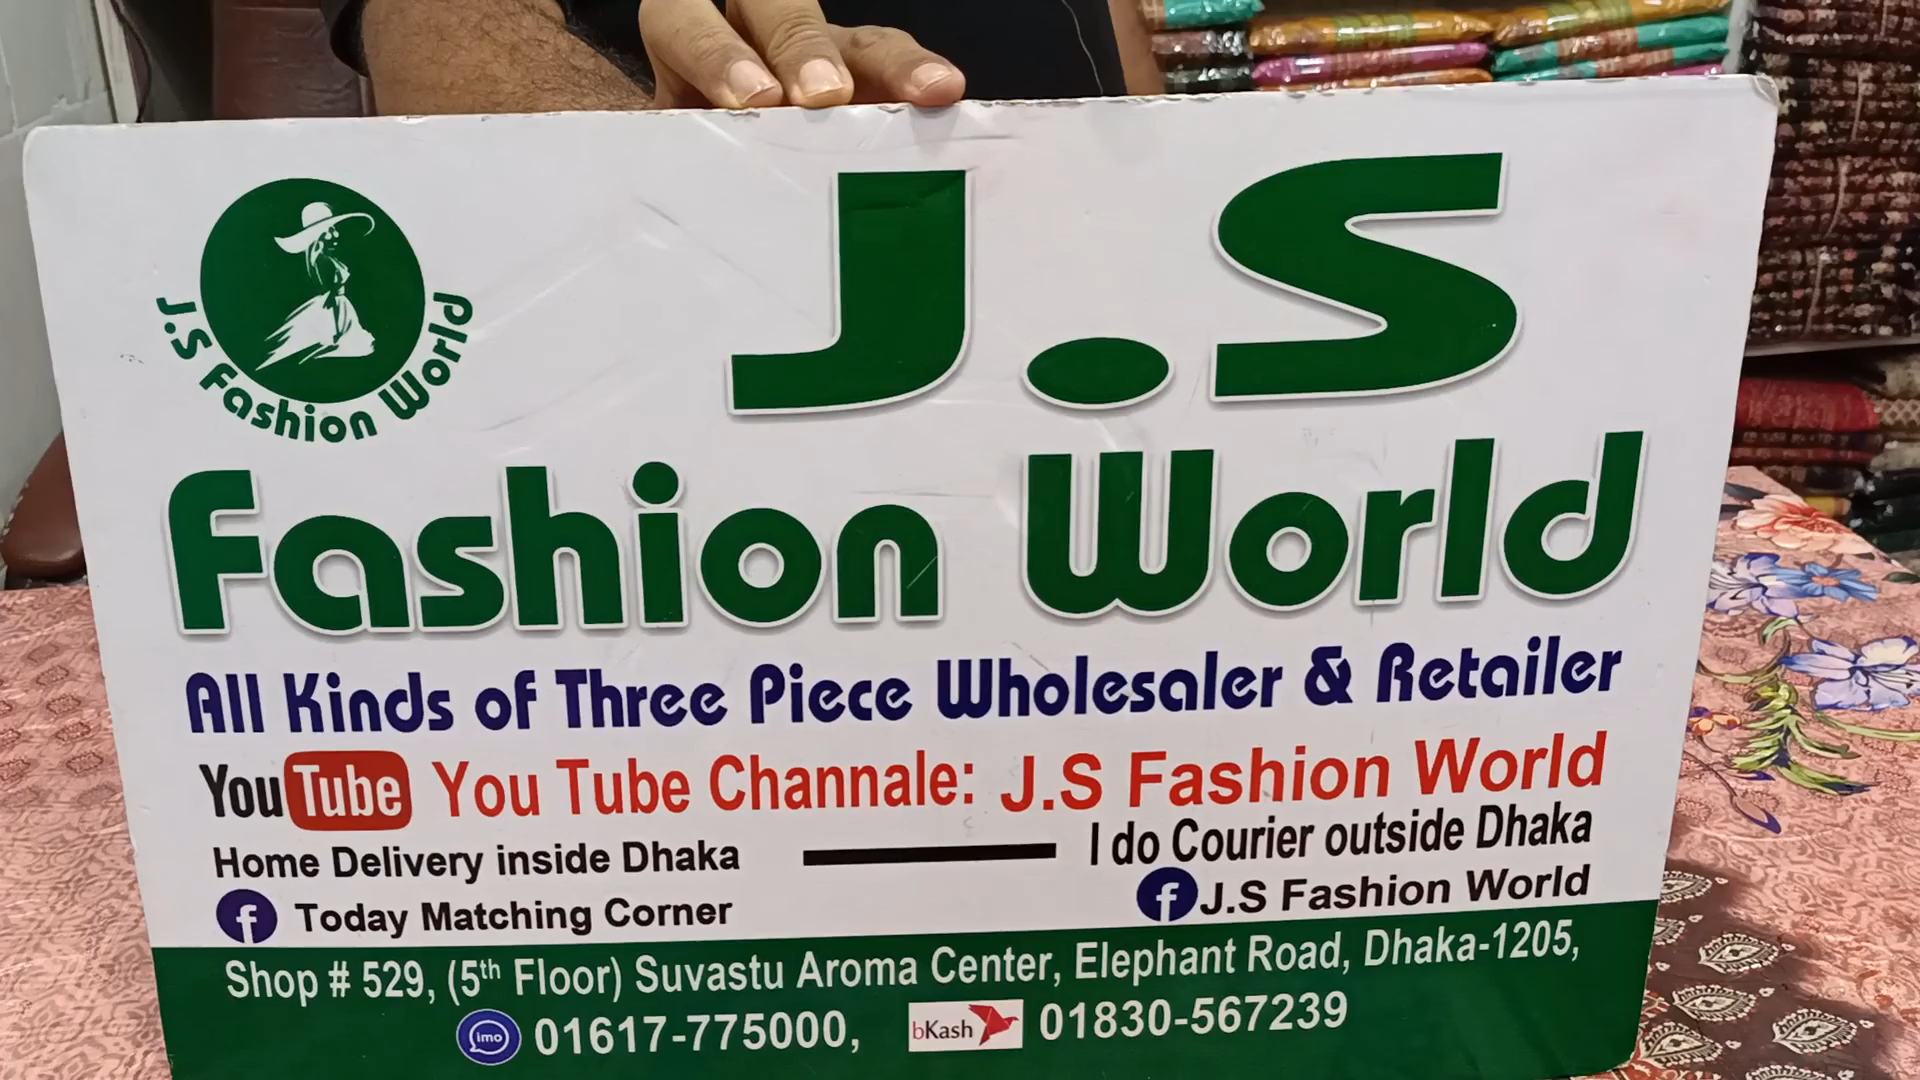 J.S
J.S Fashion World
Fashion World
All Kinds of Three Piece Wholesaler & Retailer
YouTube You Tube Channale: J.S Fashion World
Home Delivery inside Dhaka I do Courier outside Dhaka
f Today Matching Corner f J.S Fashion World
Shop # 529, (5th Floor) Suvastu Aroma Center, Elephant Road, Dhaka-1205,
imo 01617-775000, bKash 01830-567239